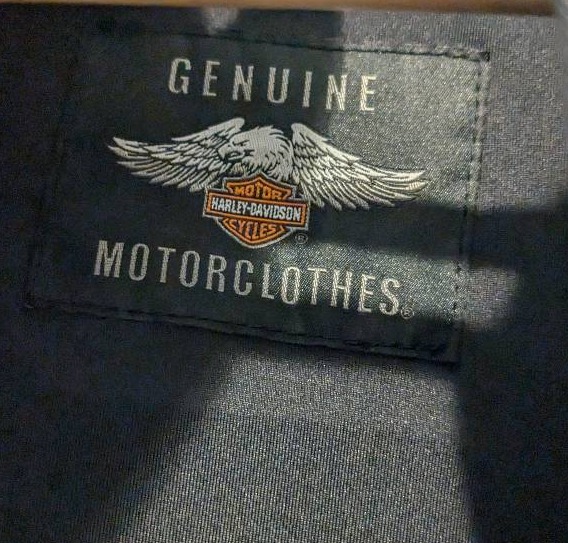 GENUINE
MOTOR
HARLEY-DAVIDSON
CYCLES
®
MOTORCLOTHES®